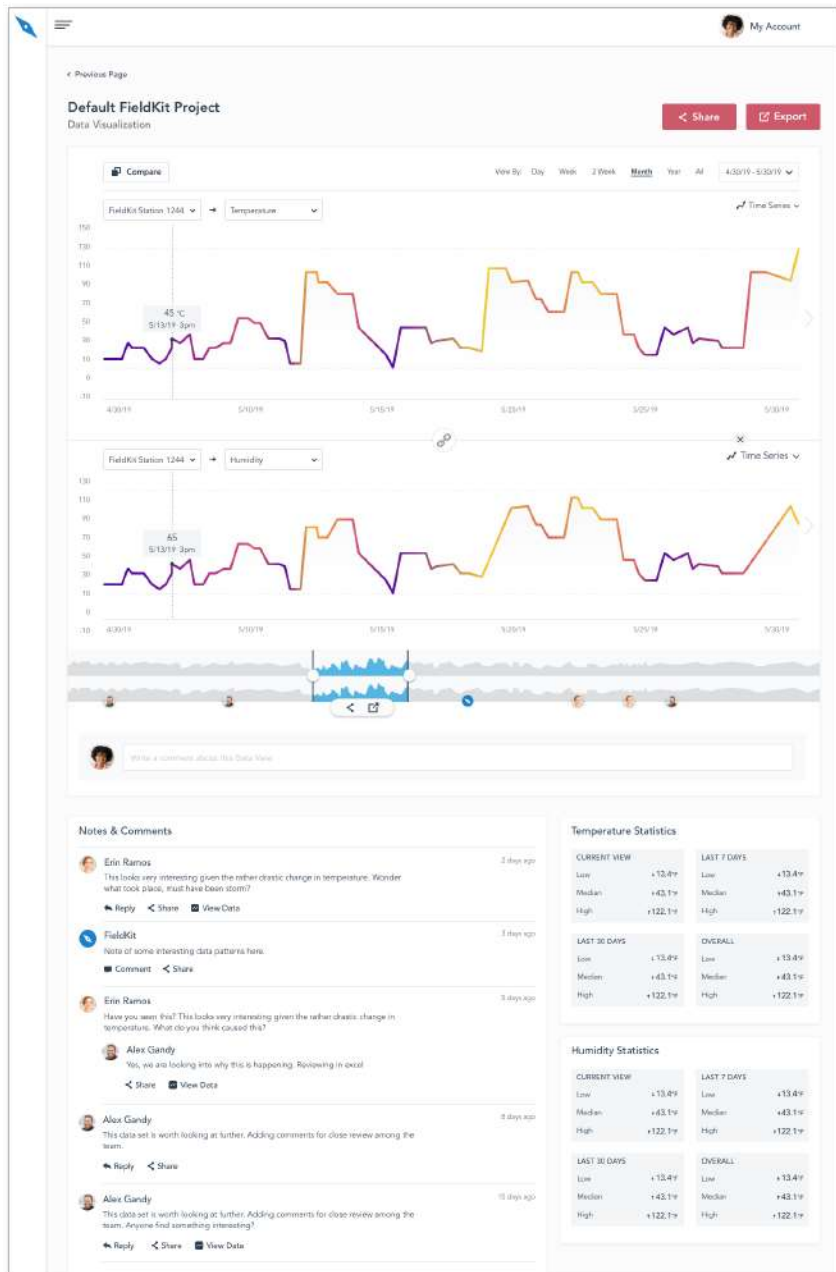 My Account
Previous Page
Default FieldKit Project
Data Visualization
Share
Export
Compare
View By: Day Week 2 Week Month Year All 4/30/19 - 5/30/19
FieldKit Station 1244 Temperature
Time Series
150
130
110
90
70
50
30
10
0
-10
45 °C
5/13/19 3pm
4/30/19 5/10/19 5/15/19 5/23/19 5/25/19 5/30/19
FieldKit Station 1244 Humidity
Time Series
130
110
90
70
50
30
10
0
-10
65
5/13/19 3pm
4/30/19 5/10/19 5/15/19 5/20/19 5/25/19 5/30/19
Write a comment about this Data View
Notes & Comments
Erin Ramos
2 days ago
This looks very interesting given the rather drastic change in temperature. Wonder
what took place, must have been storm?
Reply Share View Data
FieldKit
3 days ago
Note of some interesting data patterns here.
Comment Share
Erin Ramos
days ago
Have you seen this? This looks very interesting given the rather drastic change in
temperature. What do you think caused this?
Alex Gandy
Yes, we are looking into why this is happening. Reviewing in excel
Share View Data
Alex Gandy
8 days ago
This data set is worth looking at further. Adding comments for close review among the
team.
Reply Share
Alex Gandy
10 days ago
This data set is worth looking at further. Adding comments for close review among the
team. Anyone find something interesting?
Reply Share View Data
Temperature Statistics
CURRENT VIEW
Low +13.4°F
Median +43.1°F
High +122.1°F
LAST 7 DAYS
Low +13.4°F
Median +43.1°F
High +122.1°F
LAST 30 DAYS
Low +13.4°F
Median +43.1°F
High +122.1°F
OVERALL
Low +13.4°F
Median +43.1°F
High +122.1°F
Humidity Statistics
CURRENT VIEW
Low +13.4°F
Median +43.1°F
High +122.1°F
LAST 7 DAYS
Low +13.4°F
Median +43.1°F
High +122.1°F
LAST 30 DAYS
Low +13.4°F
Median +43.1°F
High +122.1°F
OVERALL
Low +13.4°F
Median +43.1°F
High +122.1°F